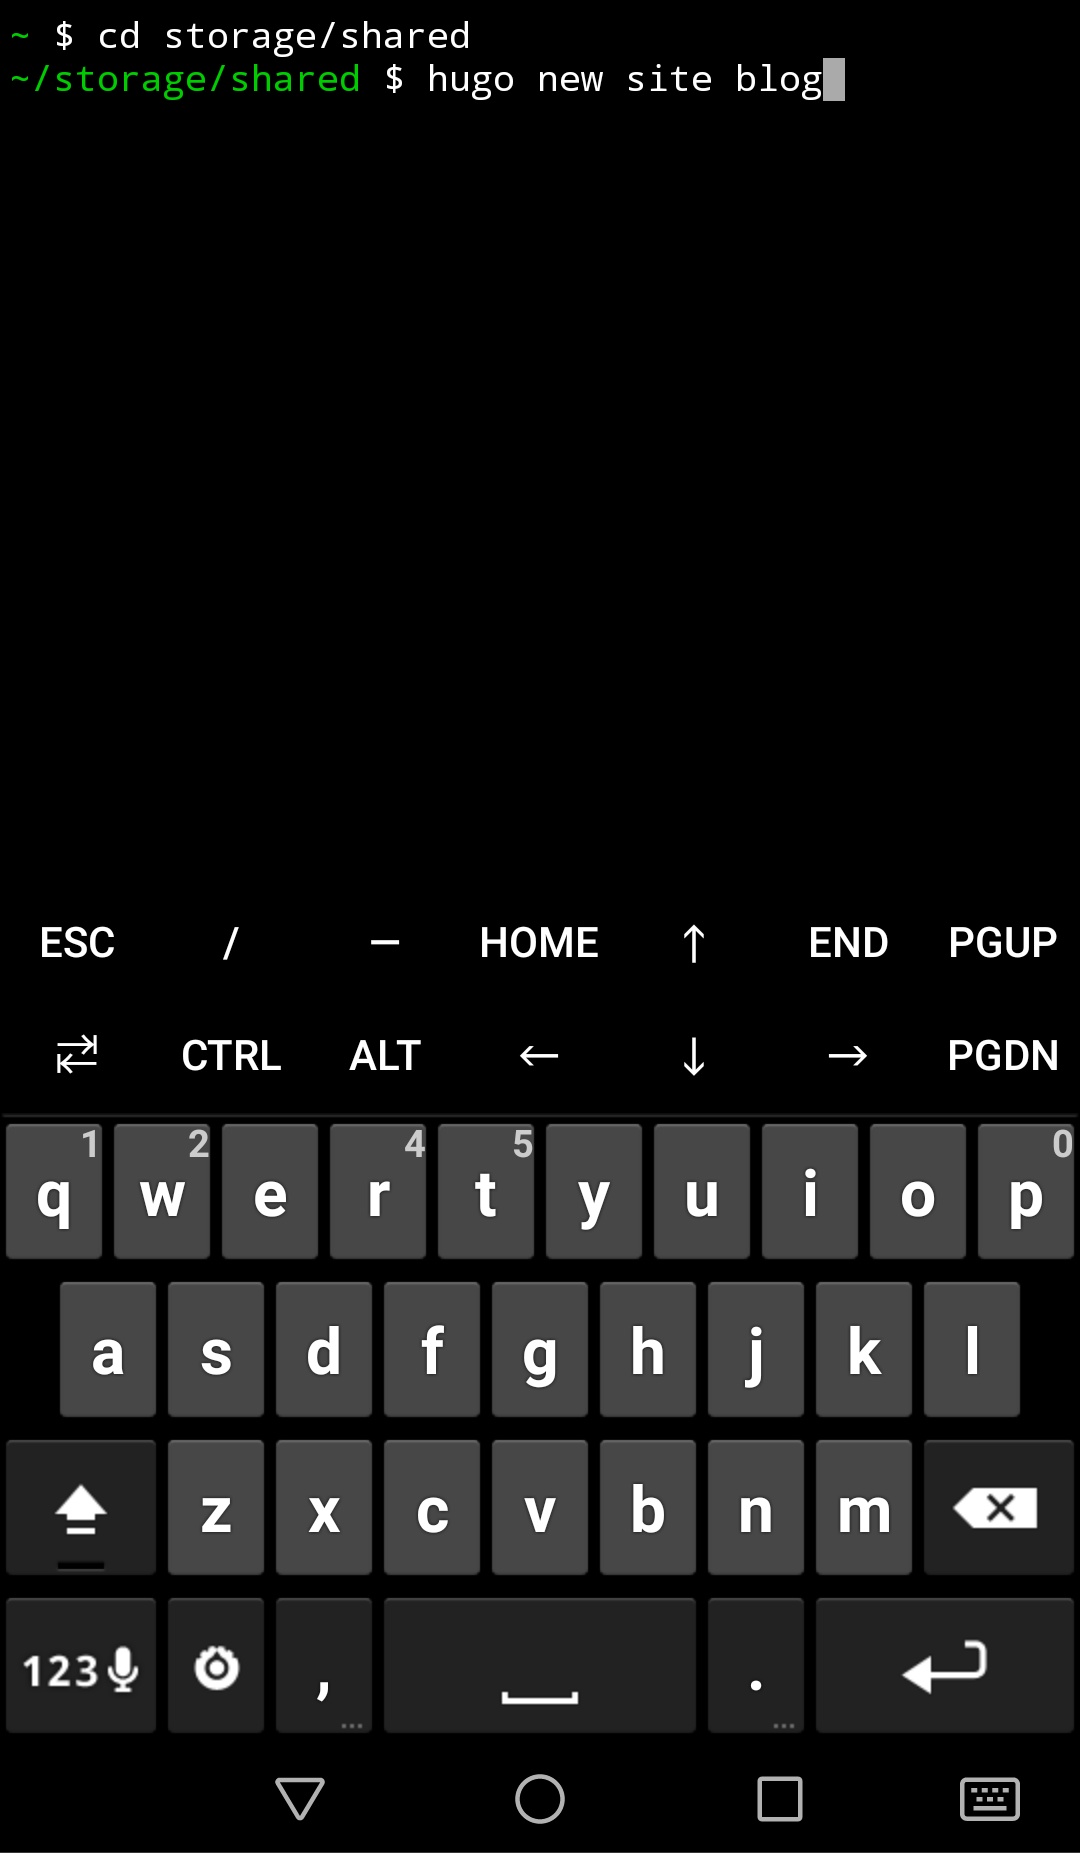 ~ $ cd storage/shared
~/storage/shared $ hugo new site blog
ESC / — HOME ↑ END PGUP
⇄ CTRL ALT ← ↓ → PGDN
1 2 4 5 0
q w e r t y u i o p
a s d f g h j k l
z x c v b n m
123 , .